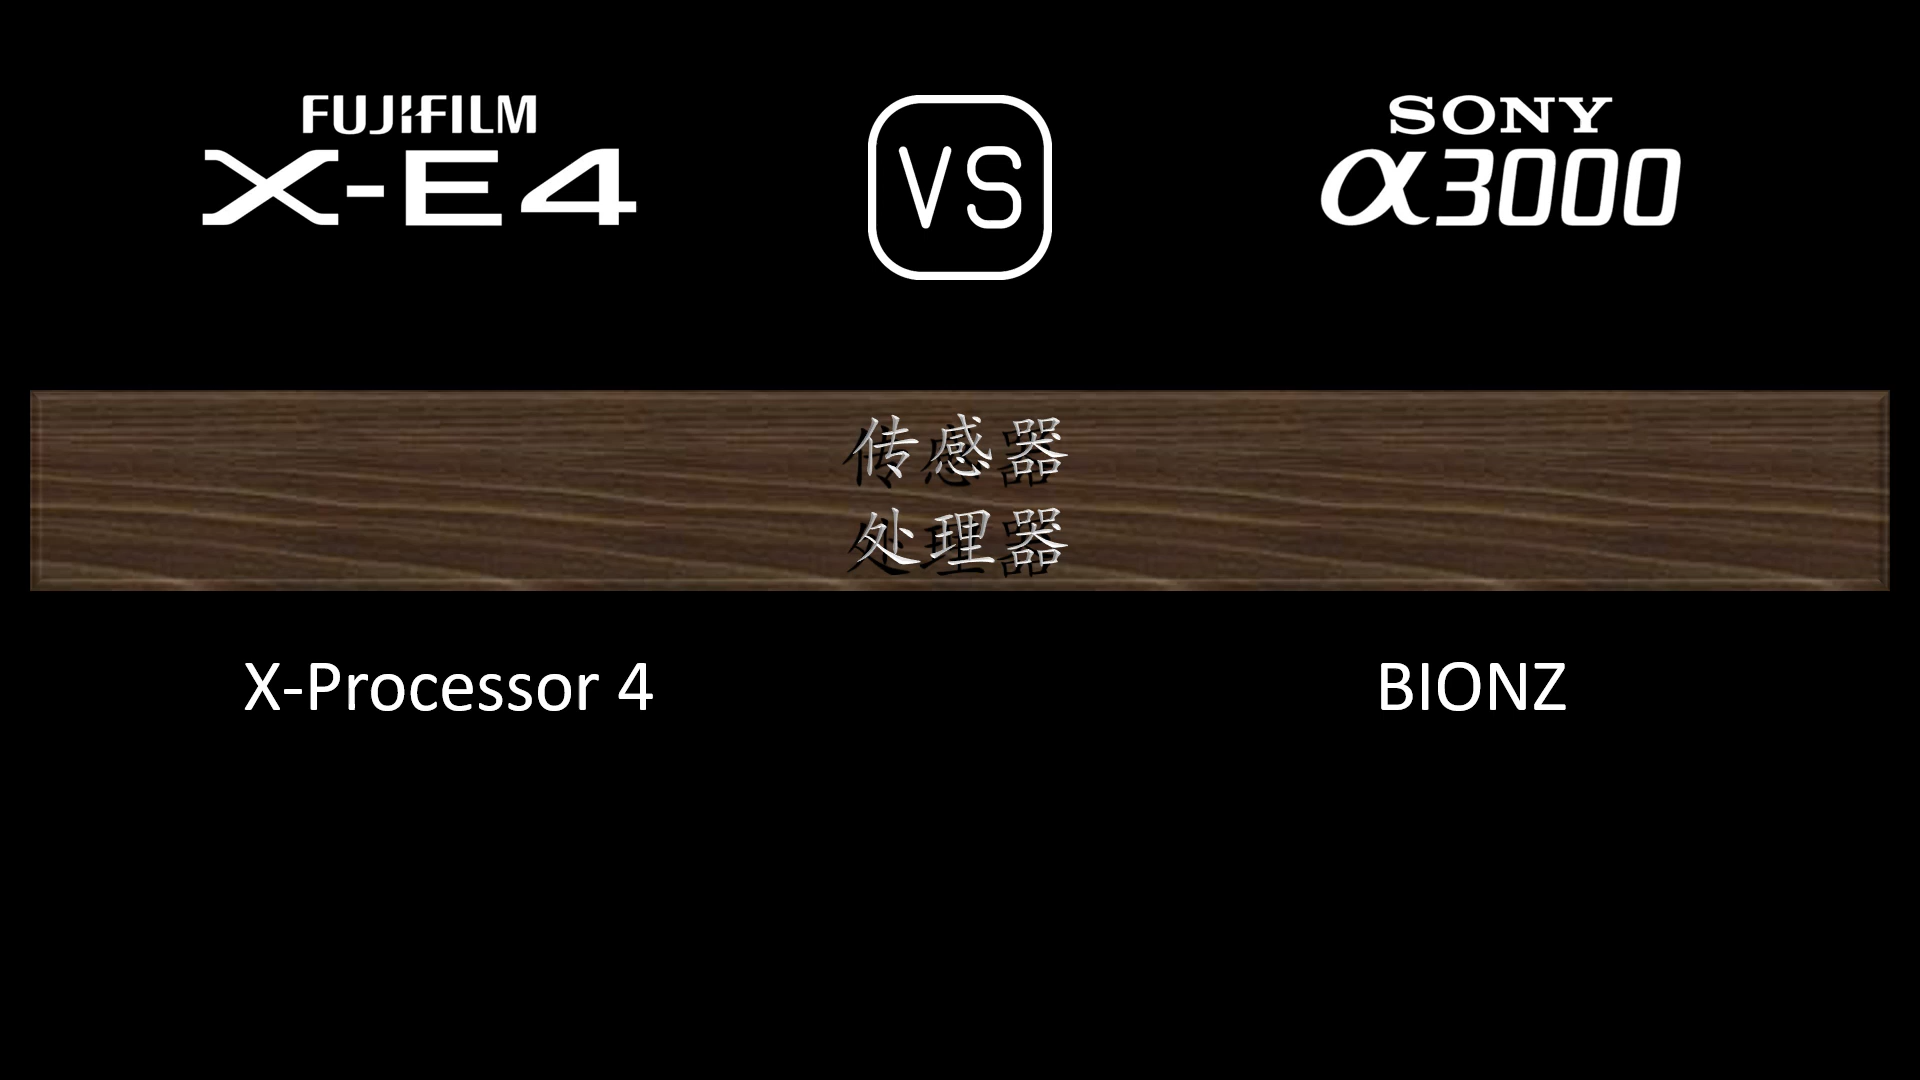 FUJIFILM
X-E4
VS
SONY
α3000
传感器
处理器
X-Processor 4
BIONZ